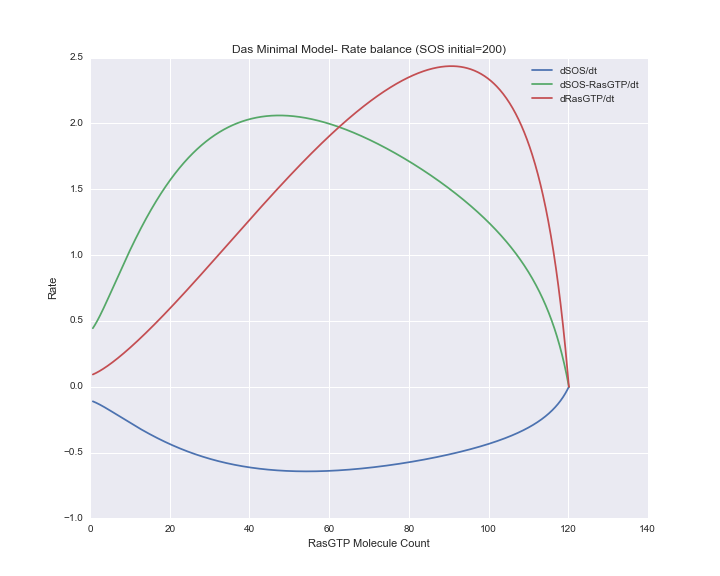 Das Minimal Model- Rate balance (SOS initial=200)
2.5
2.0
1.5
1.0
0.5
0.0
−0.5
−1.0
Rate
dSOS/dt
dSOS-RasGTP/dt
dRasGTP/dt
0 20 40 60 80 100 120 140
RasGTP Molecule Count